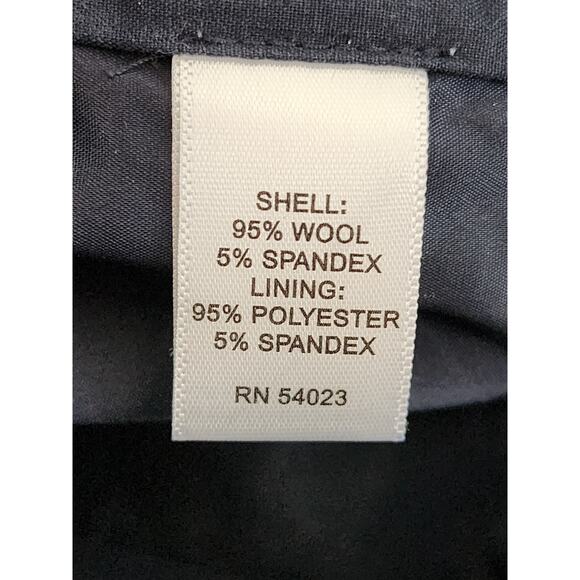 SHELL:
95% WOOL
5% SPANDEX
LINING:
95% POLYESTER
5% SPANDEX
RN 54023